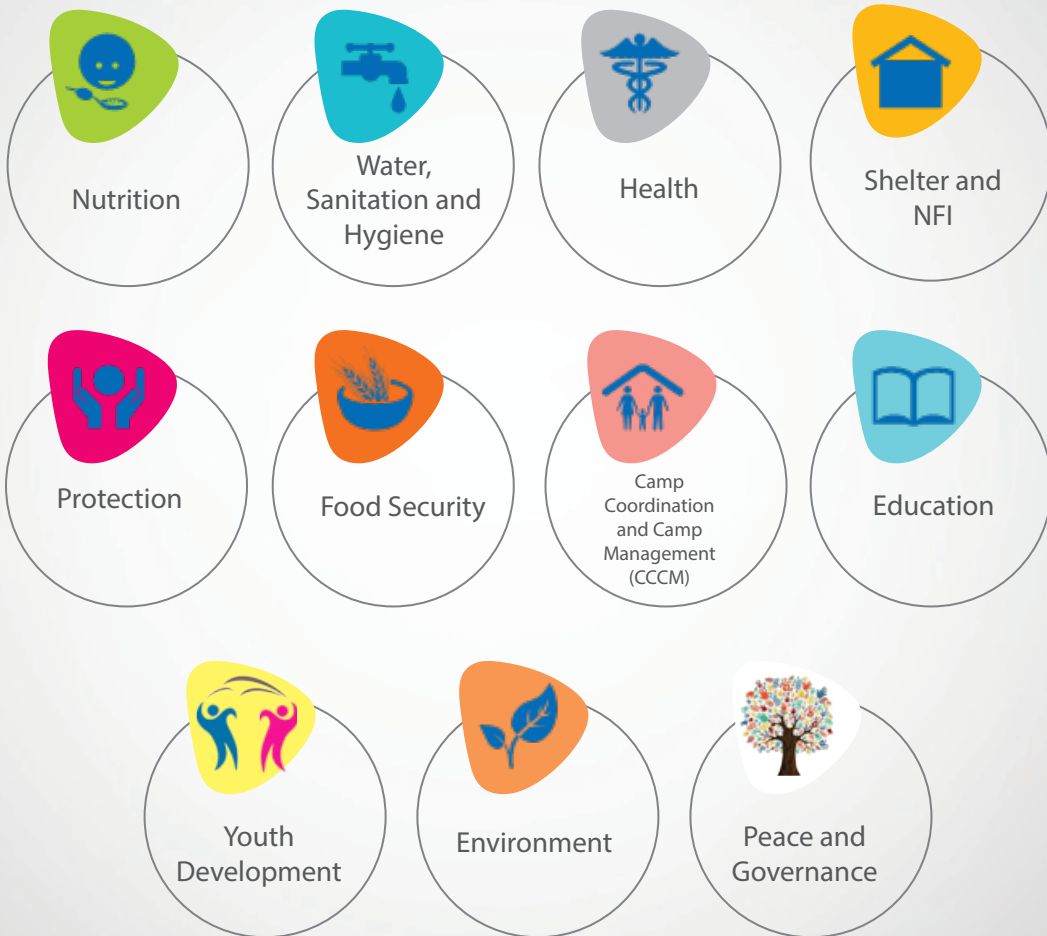 Nutrition
Water,
Sanitation and
Hygiene
Health
Shelter and
NFI
Protection
Food Security
Camp
Coordination
and Camp
Management
(CCCM)
Education
Youth
Development
Environment
Peace and
Governance